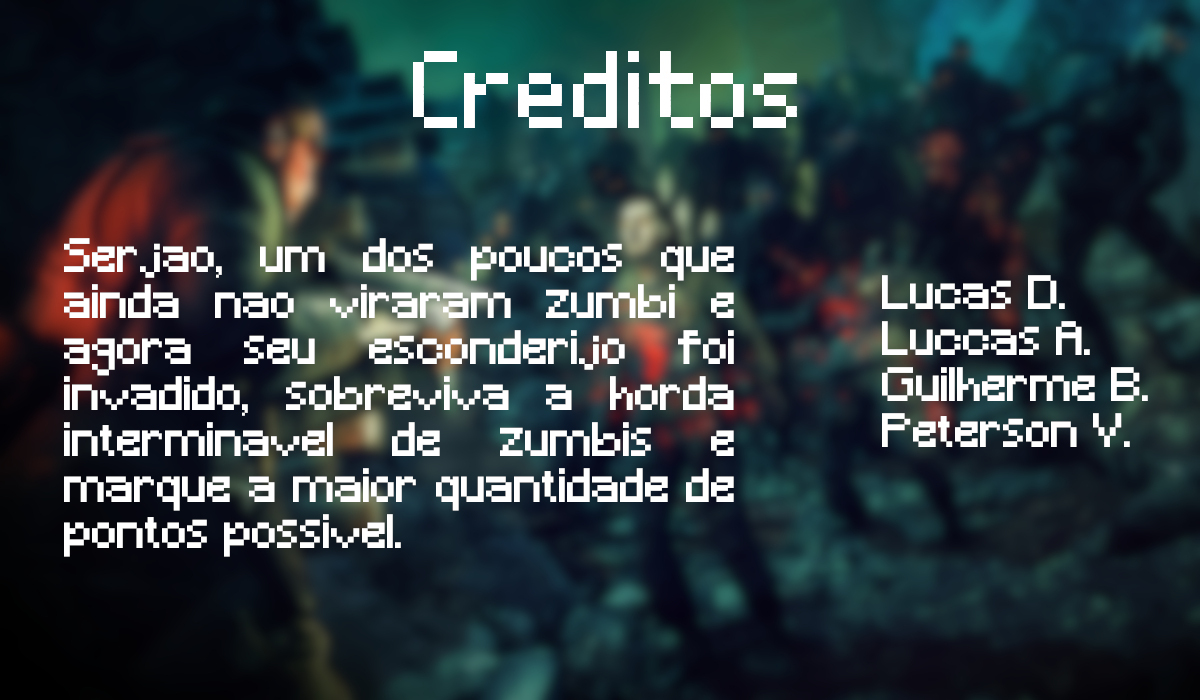 Creditos
Serjao, um dos poucos que
ainda nao viraram zumbi e
agora seu esconderijo foi
invadido, sobreviva a horda
interminavel de zumbis e
marque a maior quantidade de
pontos possivel.
Lucas D.
Luccas A.
Guilherme B.
Peterson V.